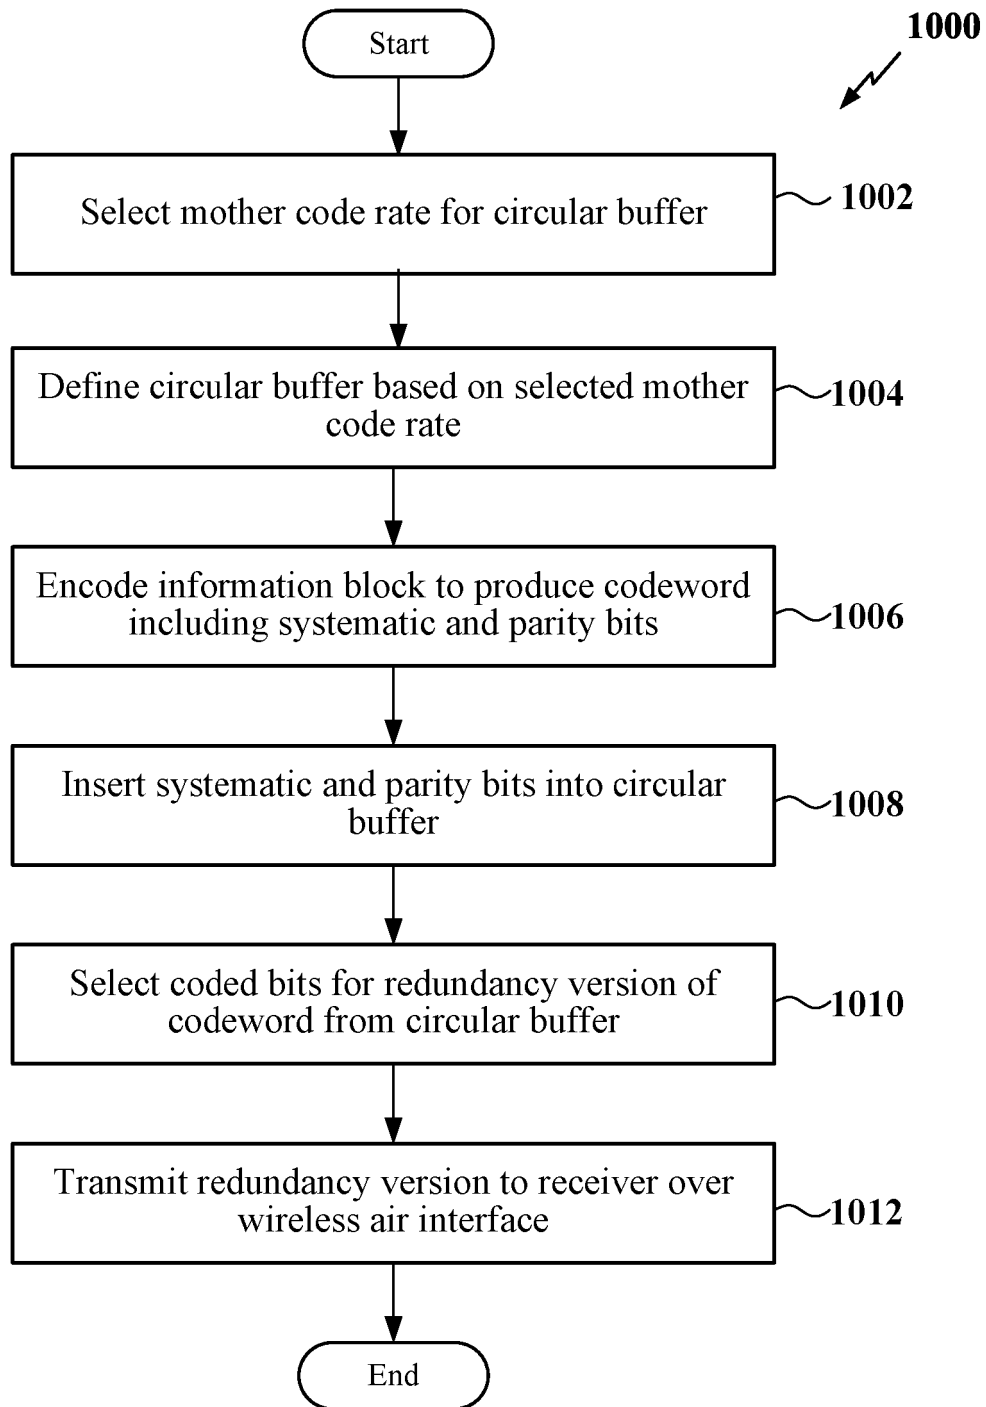 Start
1000
Select mother code rate for circular buffer
1002
Define circular buffer based on selected mother
code rate
1004
Encode information block to produce codeword
including systematic and parity bits
1006
Insert systematic and parity bits into circular
buffer
1008
Select coded bits for redundancy version of
codeword from circular buffer
1010
Transmit redundancy version to receiver over
wireless air interface
1012
End